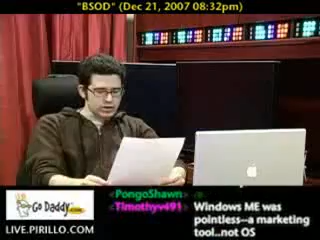 "BSOD" (Dec 21, 2007 08:32pm)
<PongoShawn>
<Timothyv491>
Go Daddy.com
LIVE.PIRILLO.COM
Windows ME was
pointless--a marketing
tool..not OS